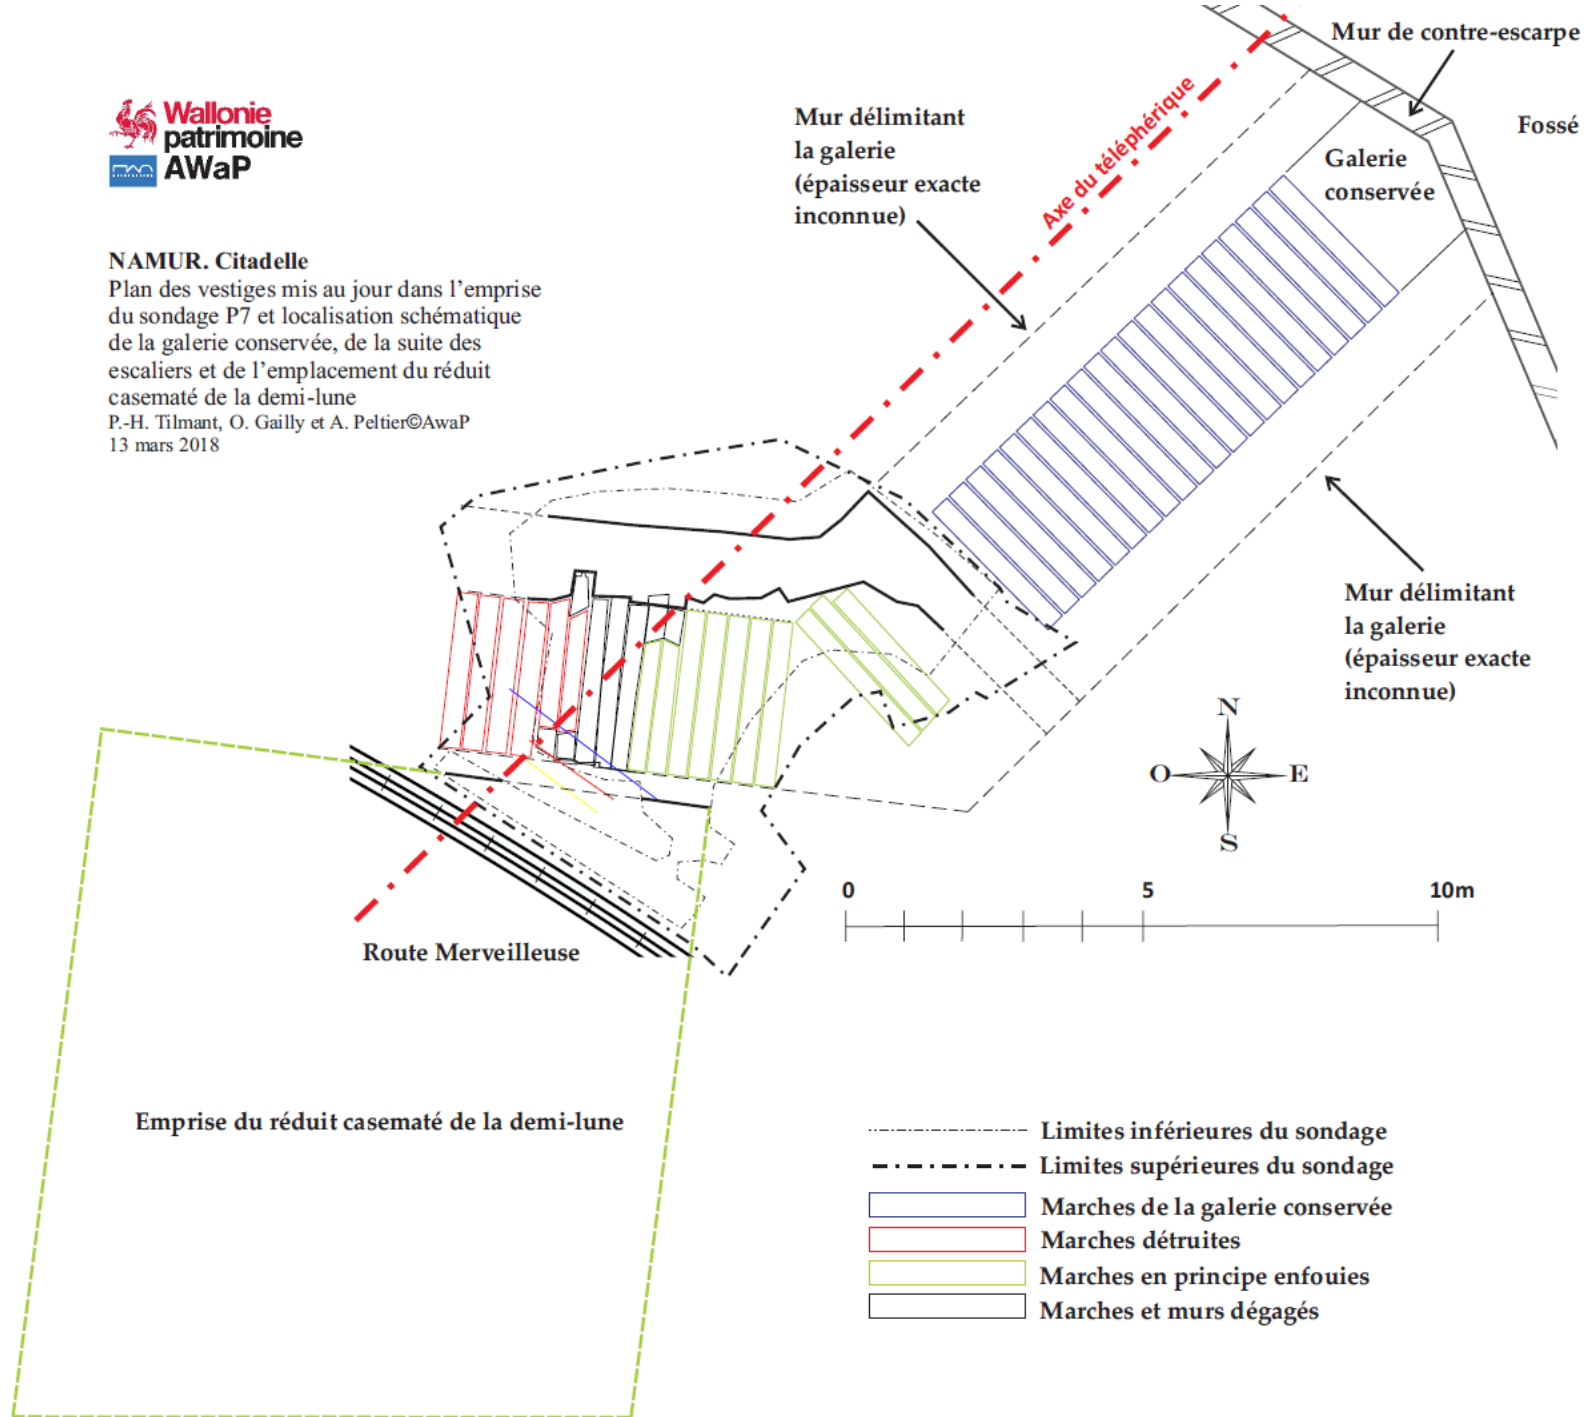 Wallonie
patrimoine
AWaP
NAMUR. Citadelle
Plan des vestiges mis au jour dans l’emprise
du sondage P7 et localisation schématique
de la galerie conservée, de la suite des
escaliers et de l’emplacement du réduit
casematé de la demi-lune
P.-H. Tilmant, O. Gailly et A. Peltier©AwaP
13 mars 2018
Mur de contre-escarpe
Fossé
Mur délimitant
la galerie
(épaisseur exacte
inconnue)
Axe du téléphérique
Galerie
conservée
Mur délimitant
la galerie
(épaisseur exacte
inconnue)
N
O
E
S
0
5
10m
Route Merveilleuse
Emprise du réduit casematé de la demi-lune
Limites inférieures du sondage
Limites supérieures du sondage
Marches de la galerie conservée
Marches détruites
Marches en principe enfouies
Marches et murs dégagés